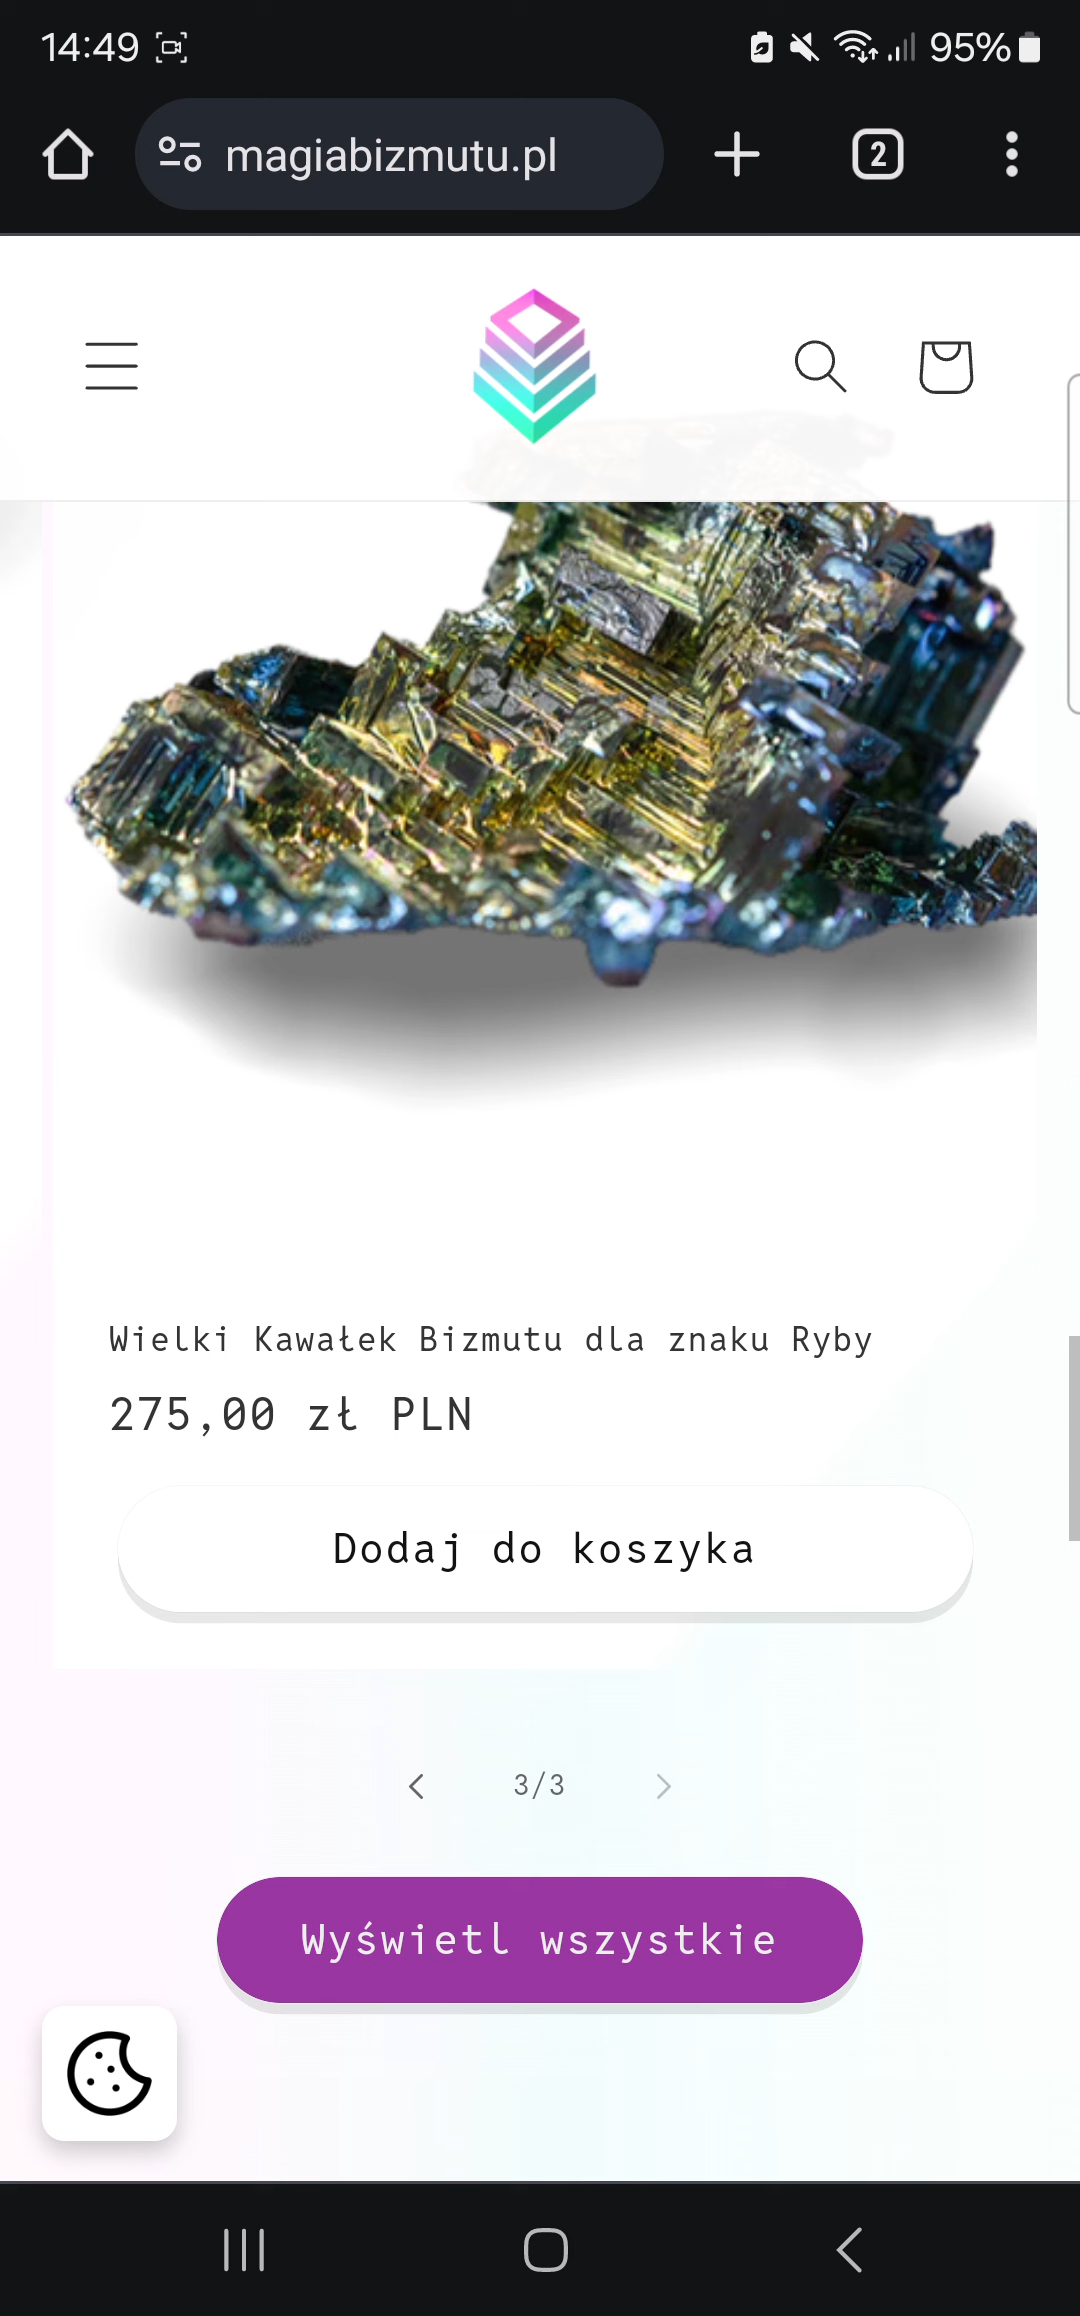 14:49
95%
magiabizmutu.pl
2
Wielki Kawałek Bizmutu dla znaku Ryby
275,00 zł PLN
Dodaj do koszyka
3/3
Wyświetl wszystkie